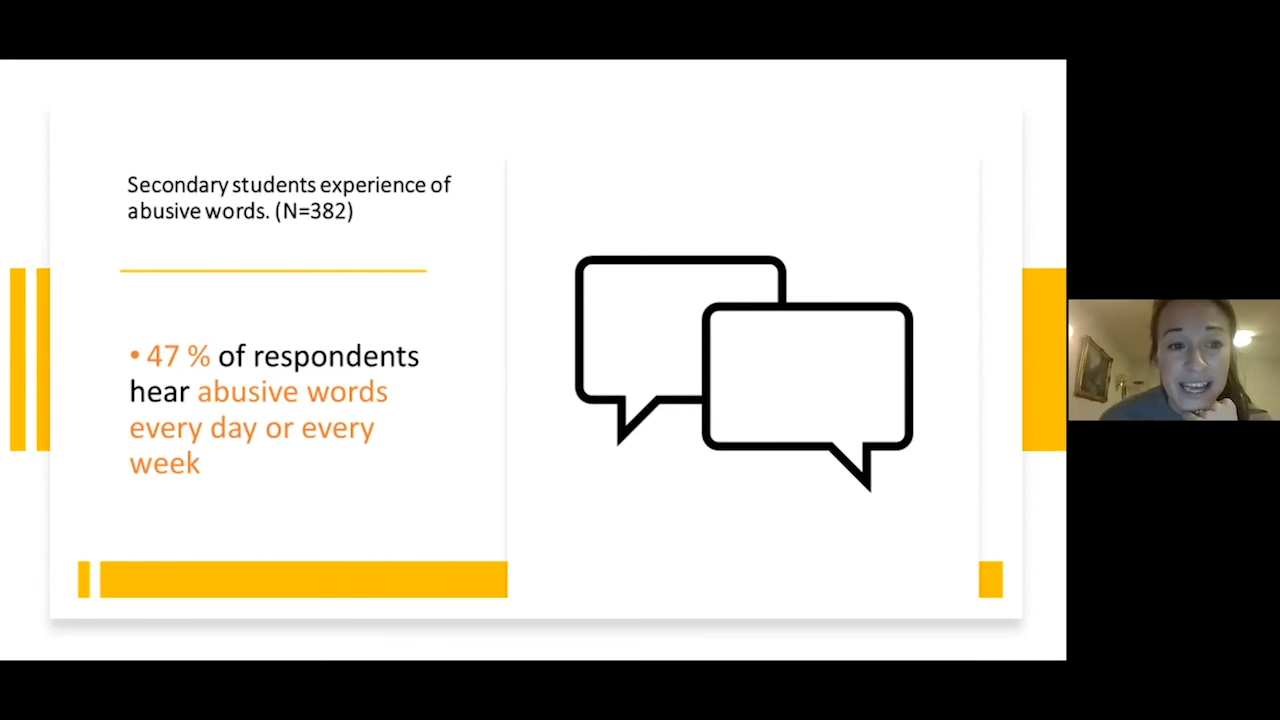 Secondary students experience of
abusive words. (N=382)
• 47 % of respondents
hear abusive words
every day or every
week